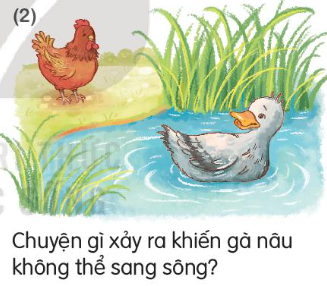 (2)
Chuyện gì xảy ra khiến gà nâu
không thể sang sông?